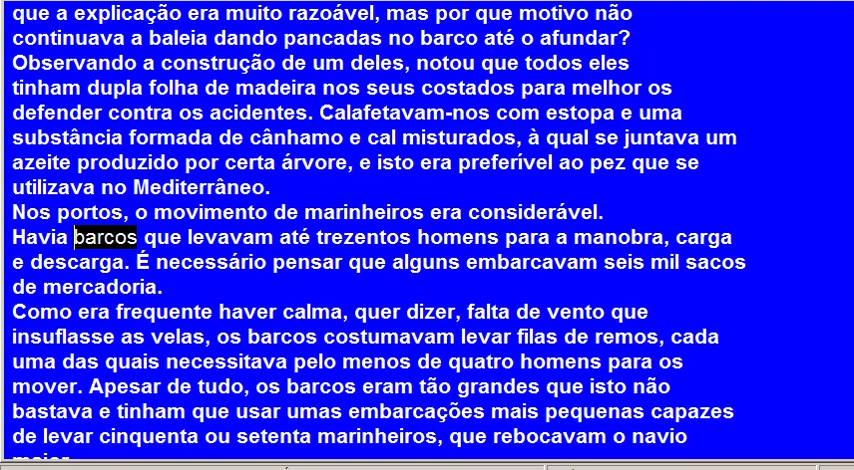 que a explicação era muito razoável, mas por que motivo não
continuava a baleia dando pancadas no barco até o afundar?
Observando a construção de um deles, notou que todos eles
tinham dupla folha de madeira nos seus costados para melhor os
defender contra os acidentes. Calafetavam-nos com estopa e uma
substância formada de cânhamo e cal misturados, à qual se juntava um
azeite produzido por certa árvore, e isto era preferível ao pez que se
utilizava no Mediterrâneo.
Nos portos, o movimento de marinheiros era considerável.
Havia barcos que levavam até trezentos homens para a manobra, carga
e descarga. É necessário pensar que alguns embarcavam seis mil sacos
de mercadoria.
Como era frequente haver calma, quer dizer, falta de vento que
insuflasse as velas, os barcos costumavam levar filas de remos, cada
uma das quais necessitava pelo menos de quatro homens para os
mover. Apesar de tudo, os barcos eram tão grandes que isto não
bastava e tinham que usar umas embarcações mais pequenas capazes
de levar cinquenta ou setenta marinheiros, que rebocavam o navio